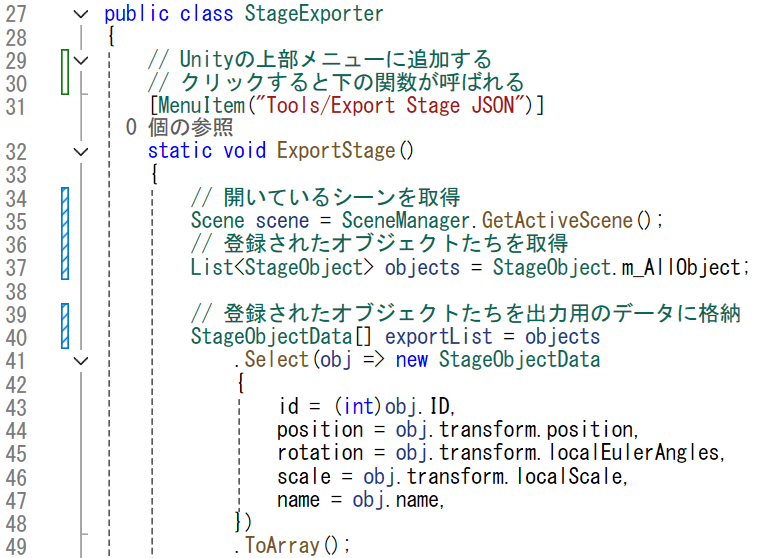 27 public class StageExporter
28 {
29 // Unityの上部メニューに追加する
30 // クリックすると下の関数が呼ばれる
31 [MenuItem("Tools/Export Stage JSON")]
0 個の参照
32 static void ExportStage()
33 {
34 // 開いているシーンを取得
35 Scene scene = SceneManager.GetActiveScene();
36 // 登録されたオブジェクトたちを取得
37 List<StageObject> objects = StageObject.m_AllObject;
38
39 // 登録されたオブジェクトたちを出力用のデータに格納
40 StageObjectData[] exportList = objects
41 .Select(obj => new StageObjectData
42 {
43 id = (int)obj.ID,
44 position = obj.transform.position,
45 rotation = obj.transform.localEulerAngles,
46 scale = obj.transform.localScale,
47 name = obj.name,
48 })
49 .ToArray();